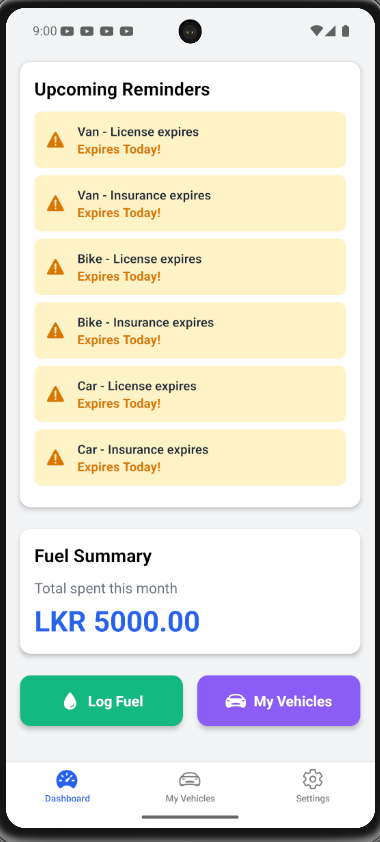 9:00
Upcoming Reminders
Van - License expires
Expires Today!
Van - Insurance expires
Expires Today!
Bike - License expires
Expires Today!
Bike - Insurance expires
Expires Today!
Car - License expires
Expires Today!
Car - Insurance expires
Expires Today!
Fuel Summary
Total spent this month
LKR 5000.00
Log Fuel
My Vehicles
Dashboard
My Vehicles
Settings